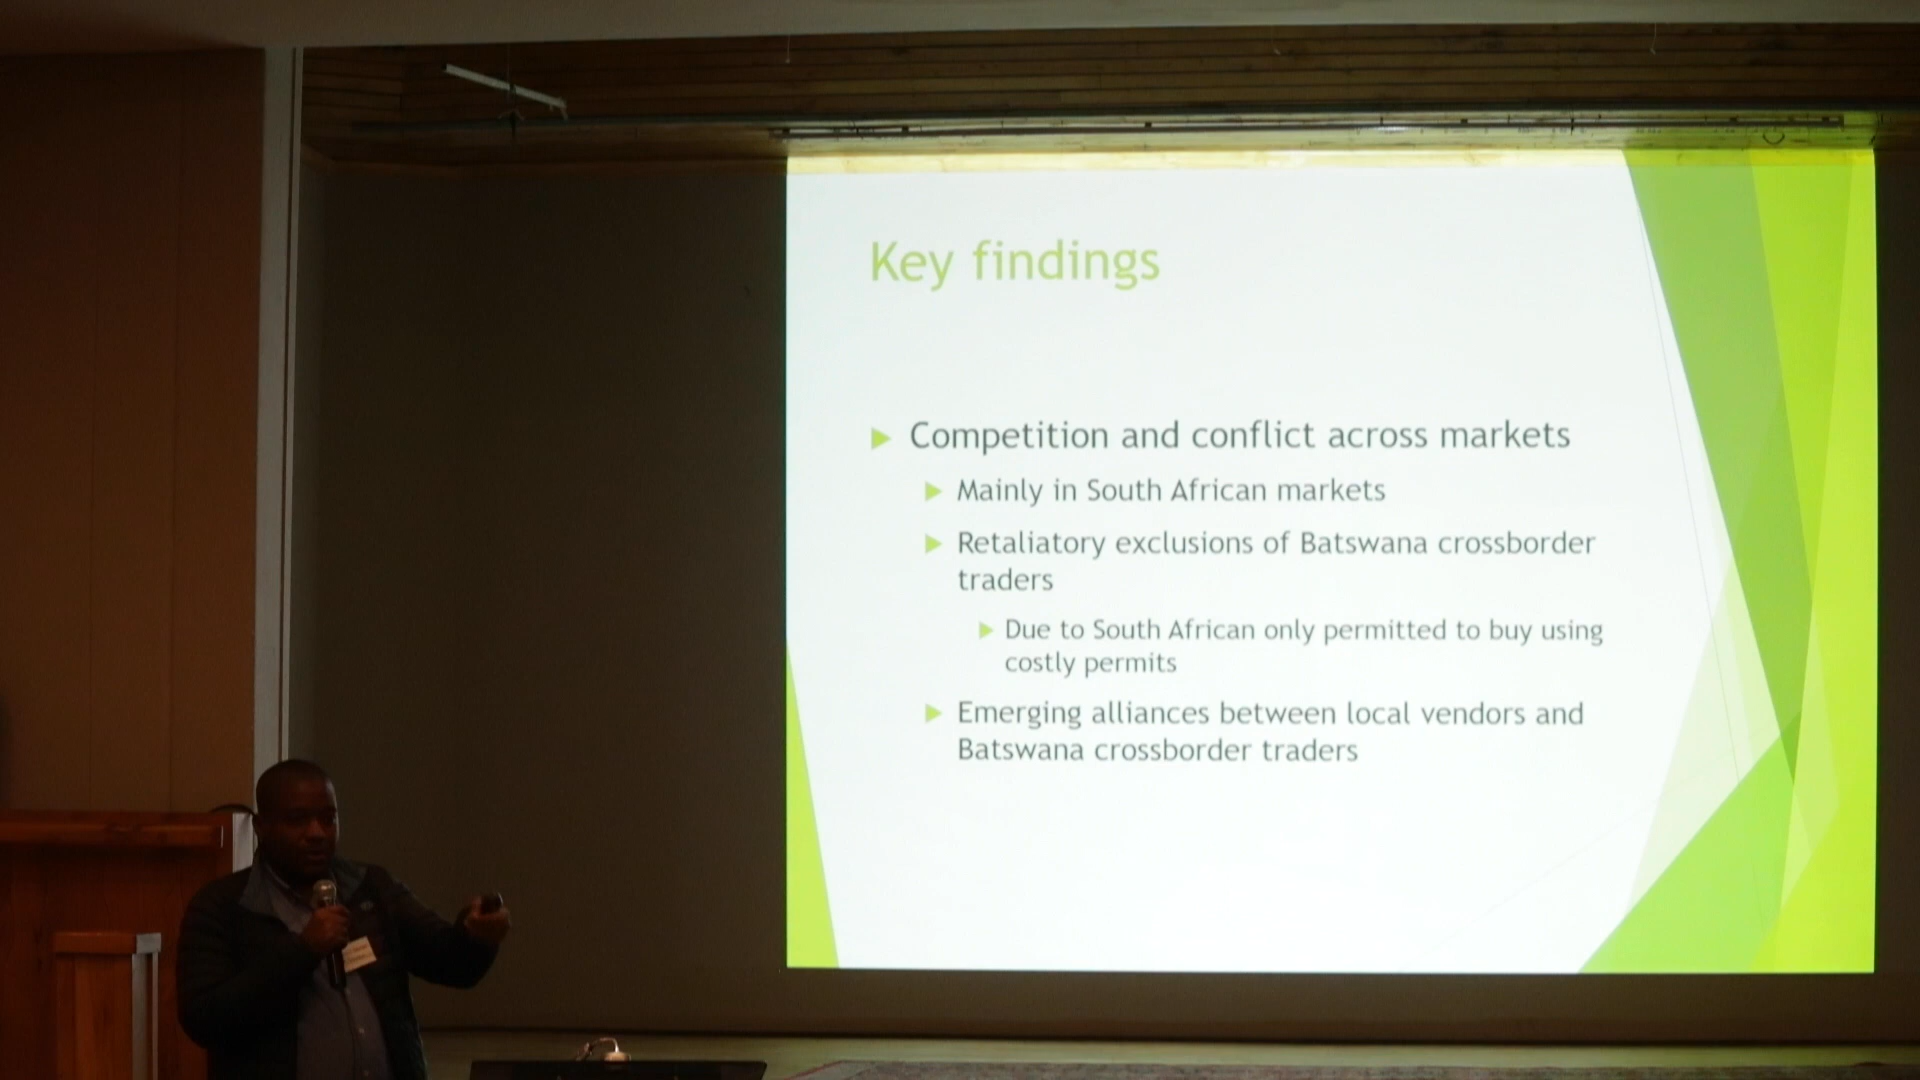 Key findings
Competition and conflict across markets
Mainly in South African markets
Retaliatory exclusions of Batswana crossborder
traders
Due to South African only permitted to buy using
costly permits
Emerging alliances between local vendors and
Batswana crossborder traders